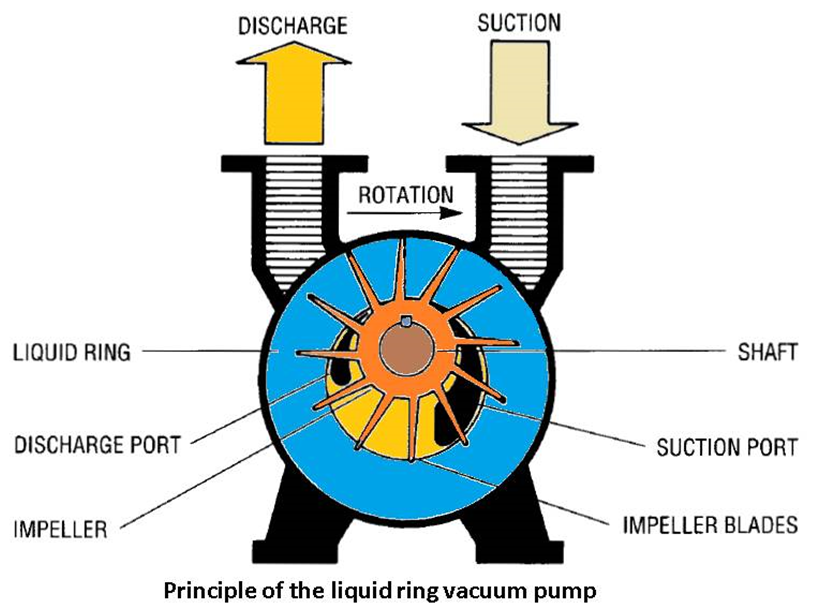 DISCHARGE
SUCTION
ROTATION
LIQUID RING
SHAFT
DISCHARGE PORT
SUCTION PORT
IMPELLER
IMPELLER BLADES
Principle of the liquid ring vacuum pump